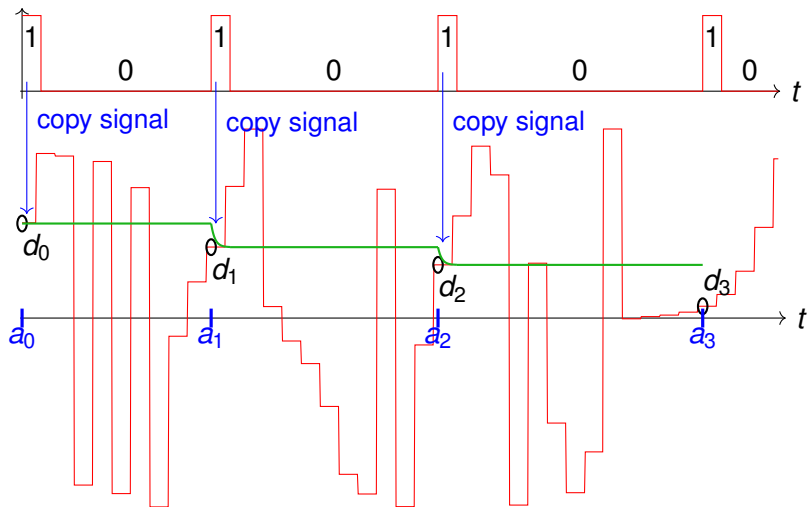 1 1 1 1
0 0 0 0
t
copy signal copy signal copy signal
d0 d1 d2 d3
t
a0 a1 a2 a3